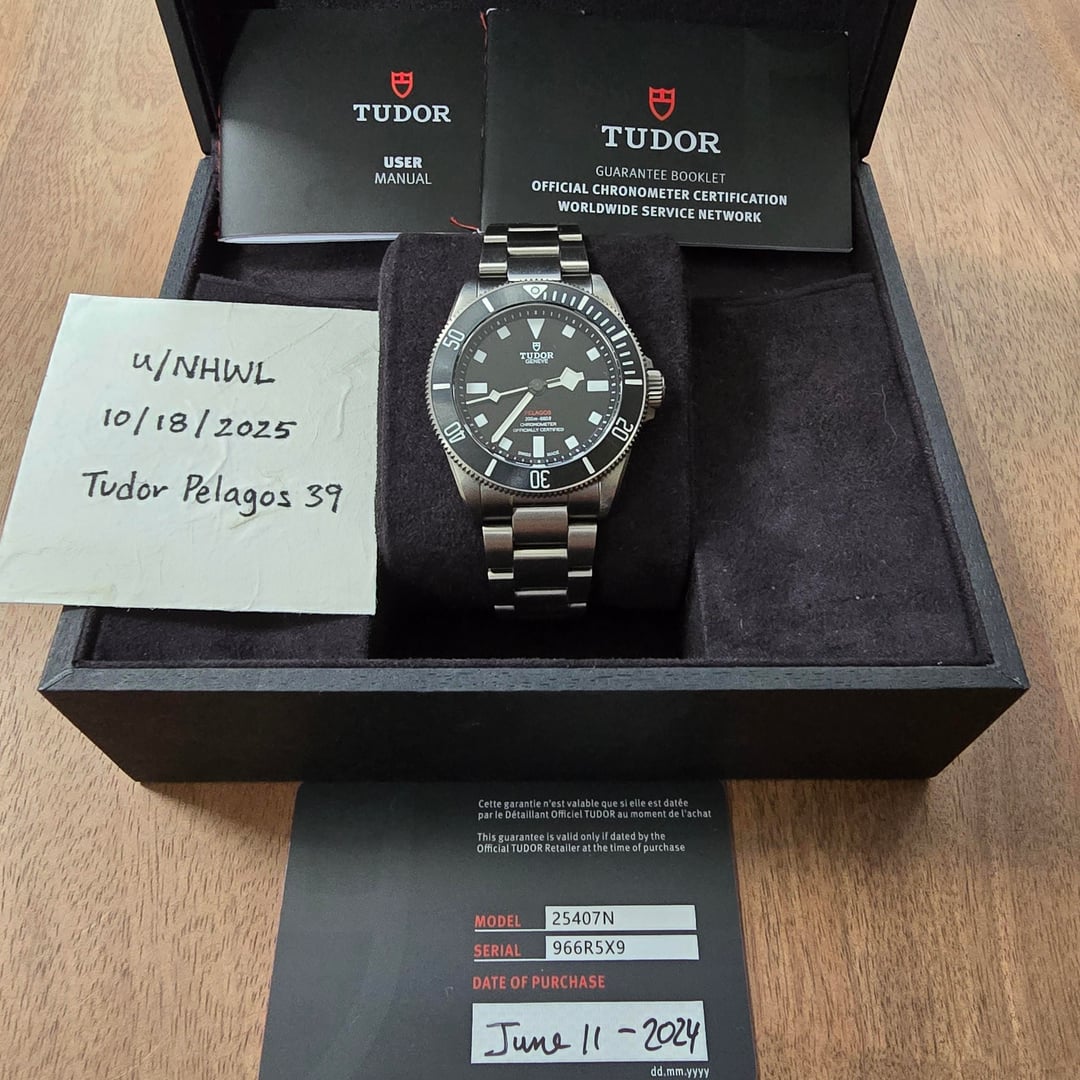 TUDOR
USER
MANUAL
TUDOR
GUARANTEE BOOKLET
OFFICIAL CHRONOMETER CERTIFICATION
WORLDWIDE SERVICE NETWORK
u/NHWL
10/18/2025
Tudor Pelagos 39
50
40
30
20
TUDOR
GENEVE
PELAGOS
200m-660ft
CHRONOMETER
OFFICIALLY CERTIFIED
SWISS MADE
Cette garantie n'est valable que si elle est datée
par le Détaillant Officiel TUDOR au moment de l'achat
This guarantee is valid only if dated by the
Official TUDOR Retailer at the time of purchase
MODEL 25407N
SERIAL 966R5X9
DATE OF PURCHASE
June 11 - 2024
dd.mm.yyyy